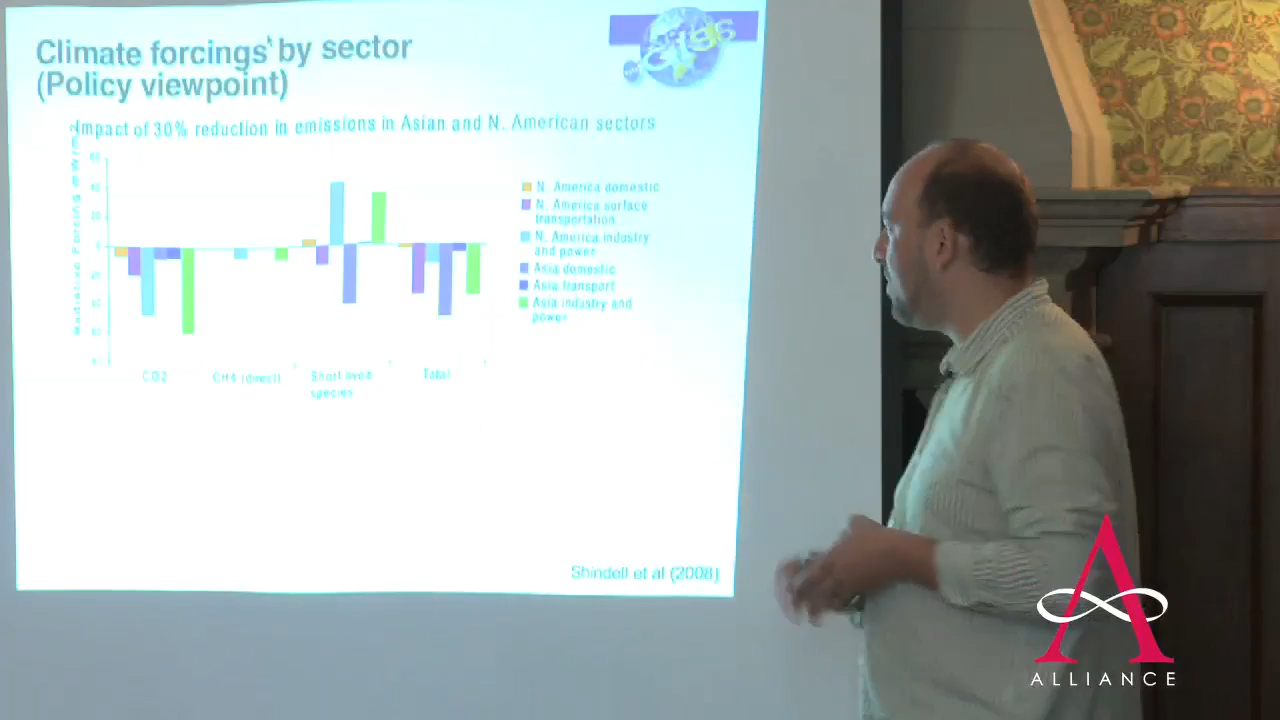 Climate forcings by sector
(Policy viewpoint)
GISS
Impact of 30% reduction in emissions in Asian and N. American sectors
N. America domestic
N. America surface
transportation
N. America industry
and power
Asia domestic
Asia transport
Asia industry and
power
CO2
CH4 (direct)
Short lived
species
Total
Shindell et al (2008)
A
ALLIANCE